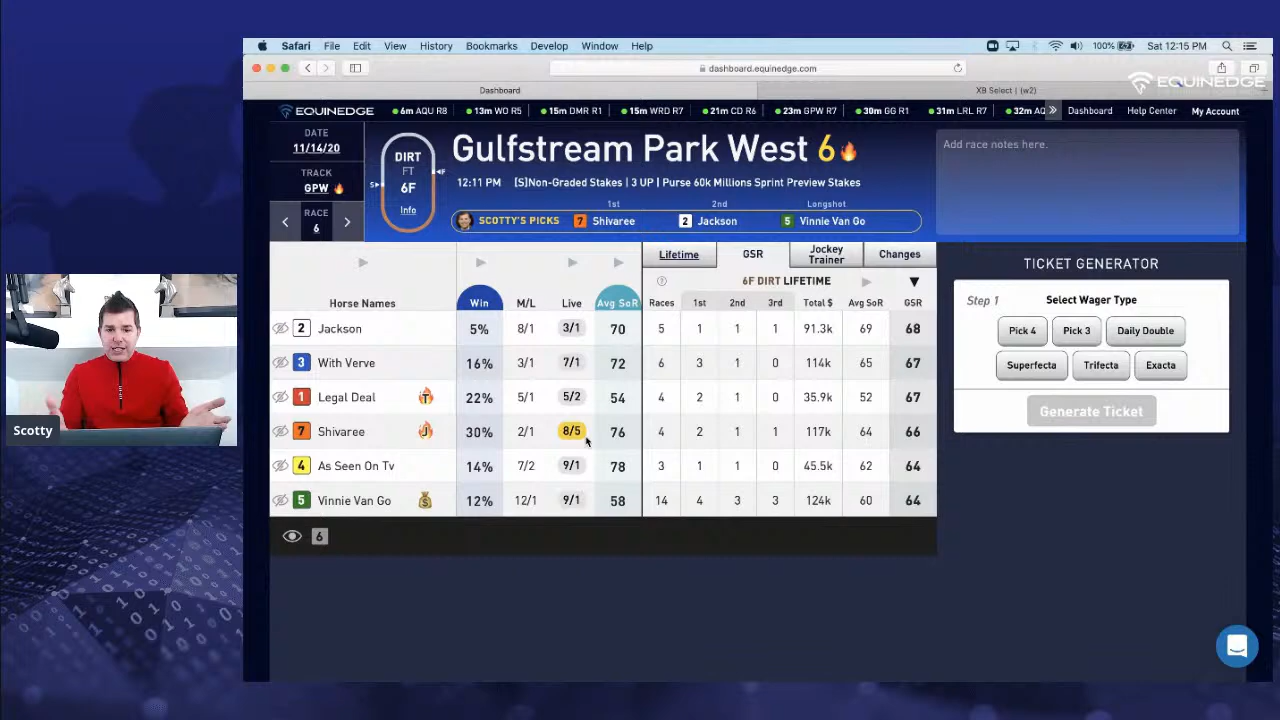 Safari File Edit View History Bookmarks Develop Window Help 100% Sat 12:15 PM
dashboard.equinedge.com
Dashboard XB Select | (w2)
EQUINEDGE
EQUINEDGE 6m AQU R8 13m WO R5 15m DMR R1 15m WRD R7 21m CD R6 23m GPW R7 30m GG R1 31m LRL R7 32m AQ Dashboard Help Center My Account
DATE
11/14/20
TRACK
GPW
RACE
6
DIRT
FT
6F
Info
S
F
Gulfstream Park West 6
12:11 PM [S]Non-Graded Stakes | 3 UP | Purse 60k Millions Sprint Preview Stakes
1st 2nd Longshot
SCOTTY'S PICKS 7 Shivaree 2 Jackson 5 Vinnie Van Go
Add race notes here.
Lifetime GSR Jockey Trainer Changes
6F DIRT LIFETIME
Horse Names Win M/L Live Avg SoR Races 1st 2nd 3rd Total $ Avg SoR GSR
2 Jackson 5% 8/1 3/1 70 5 1 1 1 91.3k 69 68
3 With Verve 16% 3/1 7/1 72 6 3 1 0 114k 65 67
1 Legal Deal T 22% 5/1 5/2 54 4 2 1 0 35.9k 52 67
7 Shivaree J 30% 2/1 8/5 76 4 2 1 1 117k 64 66
4 As Seen On Tv 14% 7/2 9/1 78 3 1 1 0 45.5k 62 64
5 Vinnie Van Go $ 12% 12/1 9/1 58 14 4 3 3 124k 60 64
6
TICKET GENERATOR
Step 1 Select Wager Type
Pick 4 Pick 3 Daily Double
Superfecta Trifecta Exacta
Generate Ticket
Scotty